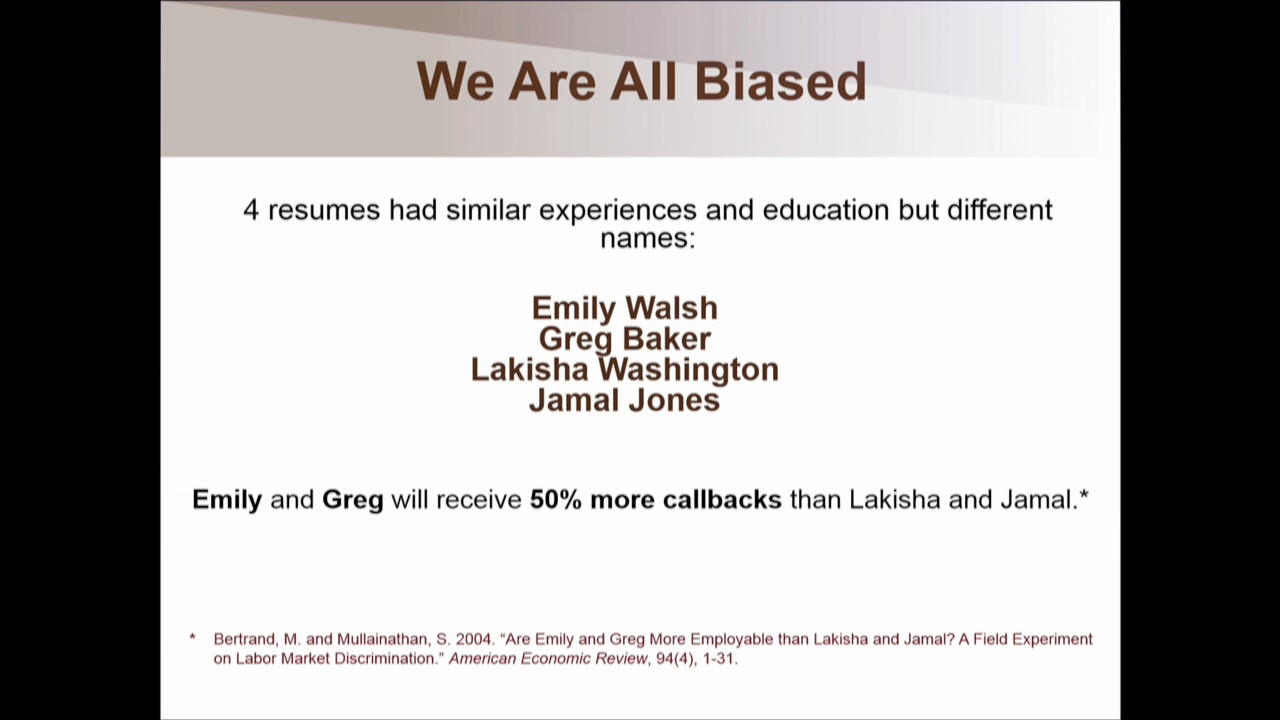 We Are All Biased
4 resumes had similar experiences and education but different
names:
Emily Walsh
Greg Baker
Lakisha Washington
Jamal Jones
Emily and Greg will receive 50% more callbacks than Lakisha and Jamal.*
* Bertrand, M. and Mullainathan, S. 2004. “Are Emily and Greg More Employable than Lakisha and Jamal? A Field Experiment
on Labor Market Discrimination.” American Economic Review, 94(4), 1-31.